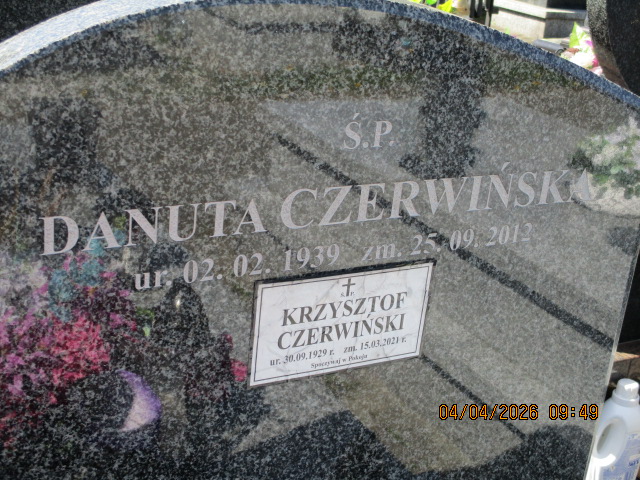 Ś.P.
DANUTA CZERWIŃSKA
ur. 02. 02. 1939 zm. 25. 09. 2012
Ś. P.
KRZYSZTOF
CZERWIŃSKI
ur. 30.09.1929 r. zm. 15.03.2021 r.
Spoczywaj w Pokoju
04/04/2026 09:49